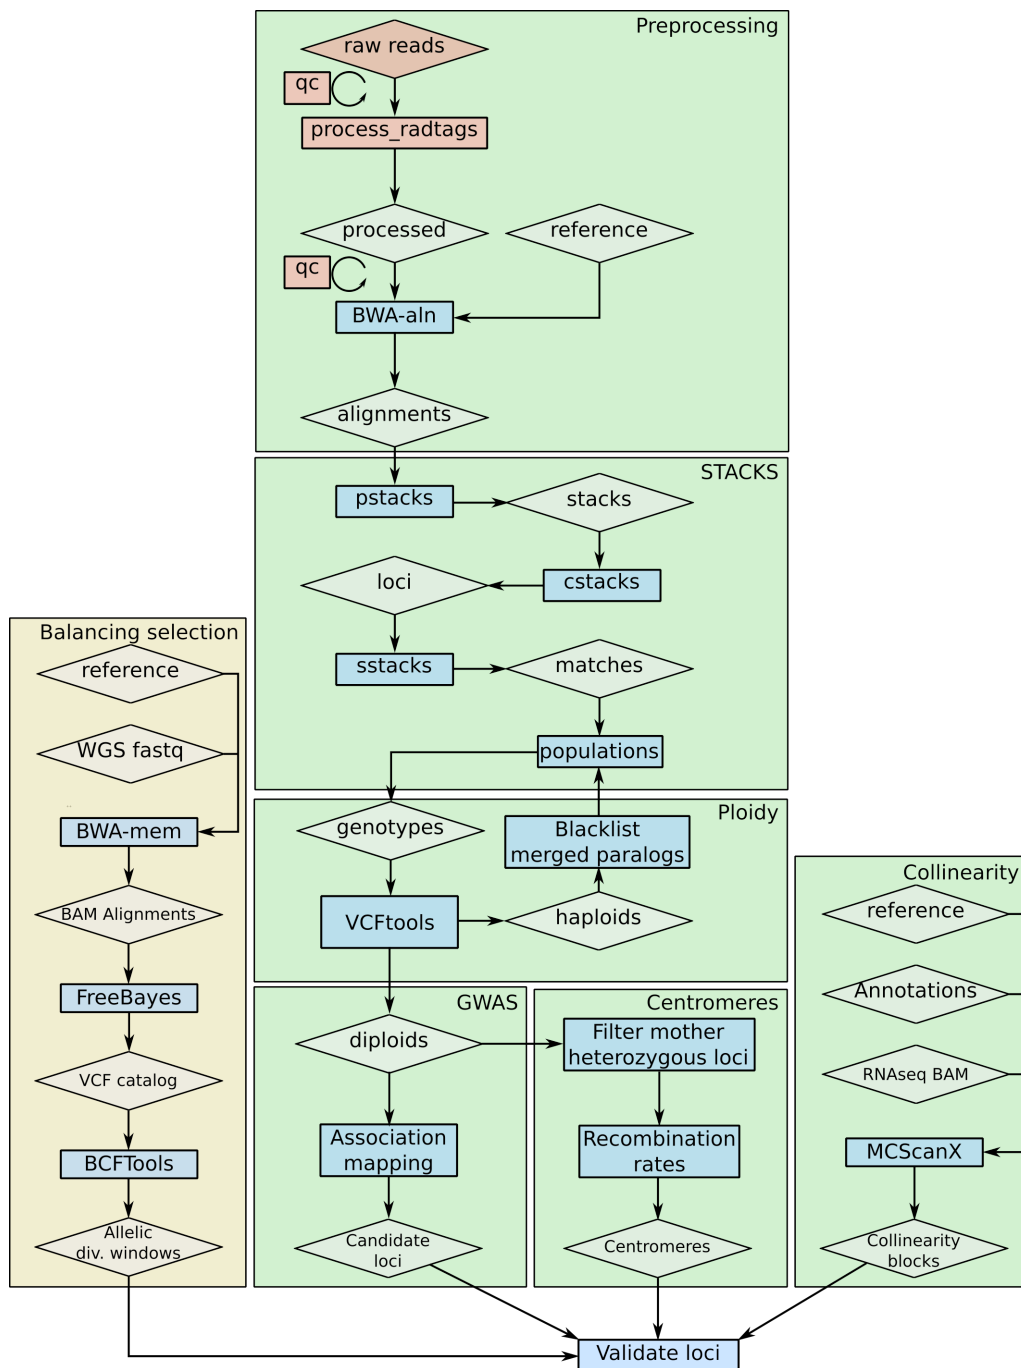 Preprocessing
raw reads
qc
process_radtags
processed
reference
qc
BWA-aln
alignments
STACKS
pstacks
stacks
loci
cstacks
sstacks
matches
populations
Balancing selection
reference
WGS fastq
BWA-mem
BAM Alignments
FreeBayes
VCF catalog
BCFTools
Allelic
div. windows
Ploidy
genotypes
Blacklist
merged paralogs
VCFtools
haploids
GWAS
diploids
Association
mapping
Candidate
loci
Centromeres
Filter mother
heterozygous loci
Recombination
rates
Centromeres
Collinearity
reference
Annotations
RNAseq BAM
MCScanX
Collinearity
blocks
Validate loci